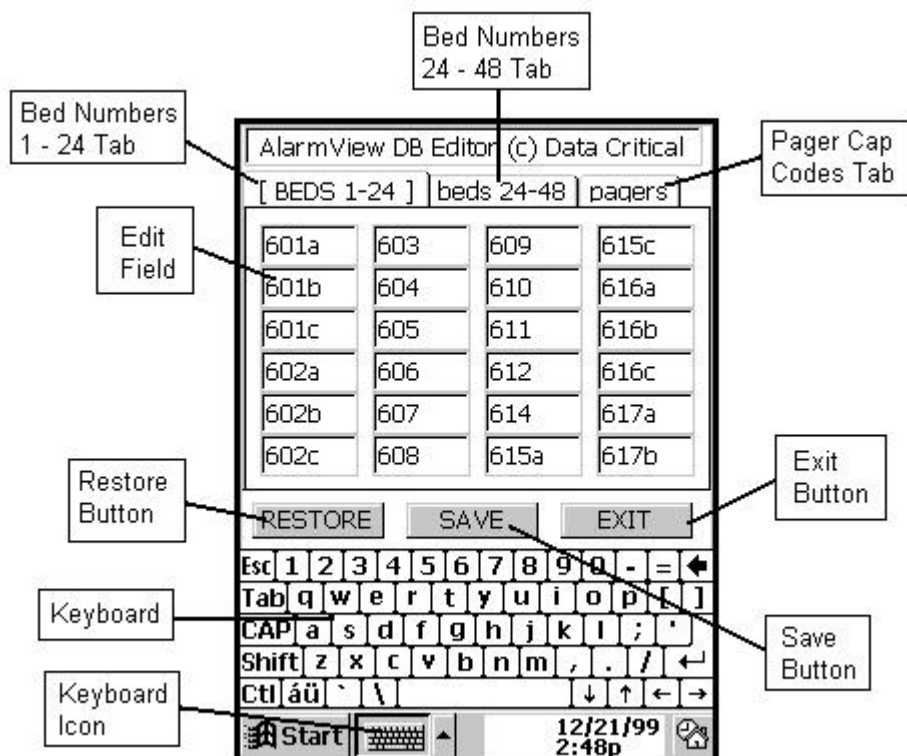 Bed Numbers
24 - 48 Tab
Bed Numbers
1 - 24 Tab
Pager Cap
Codes Tab
Edit
Field
AlarmView DB Editor (c) Data Critical
[ BEDS 1-24 ] beds 24-48 pagers
601a 603 609 615c
601b 604 610 616a
601c 605 611 616b
602a 606 612 616c
602b 607 614 617a
602c 608 615a 617b
Restore
Button
Exit
Button
RESTORE SAVE EXIT
Keyboard
Esc 1 2 3 4 5 6 7 8 9 0 - =
Tab q w e r t y u i o p [ ]
CAP a s d f g h j k l ; '
Shift z x c v b n m , . /
Ctl áü ` \ ↓ ↑ ← →
Save
Button
Keyboard
Icon
Start 12/21/99
2:48p